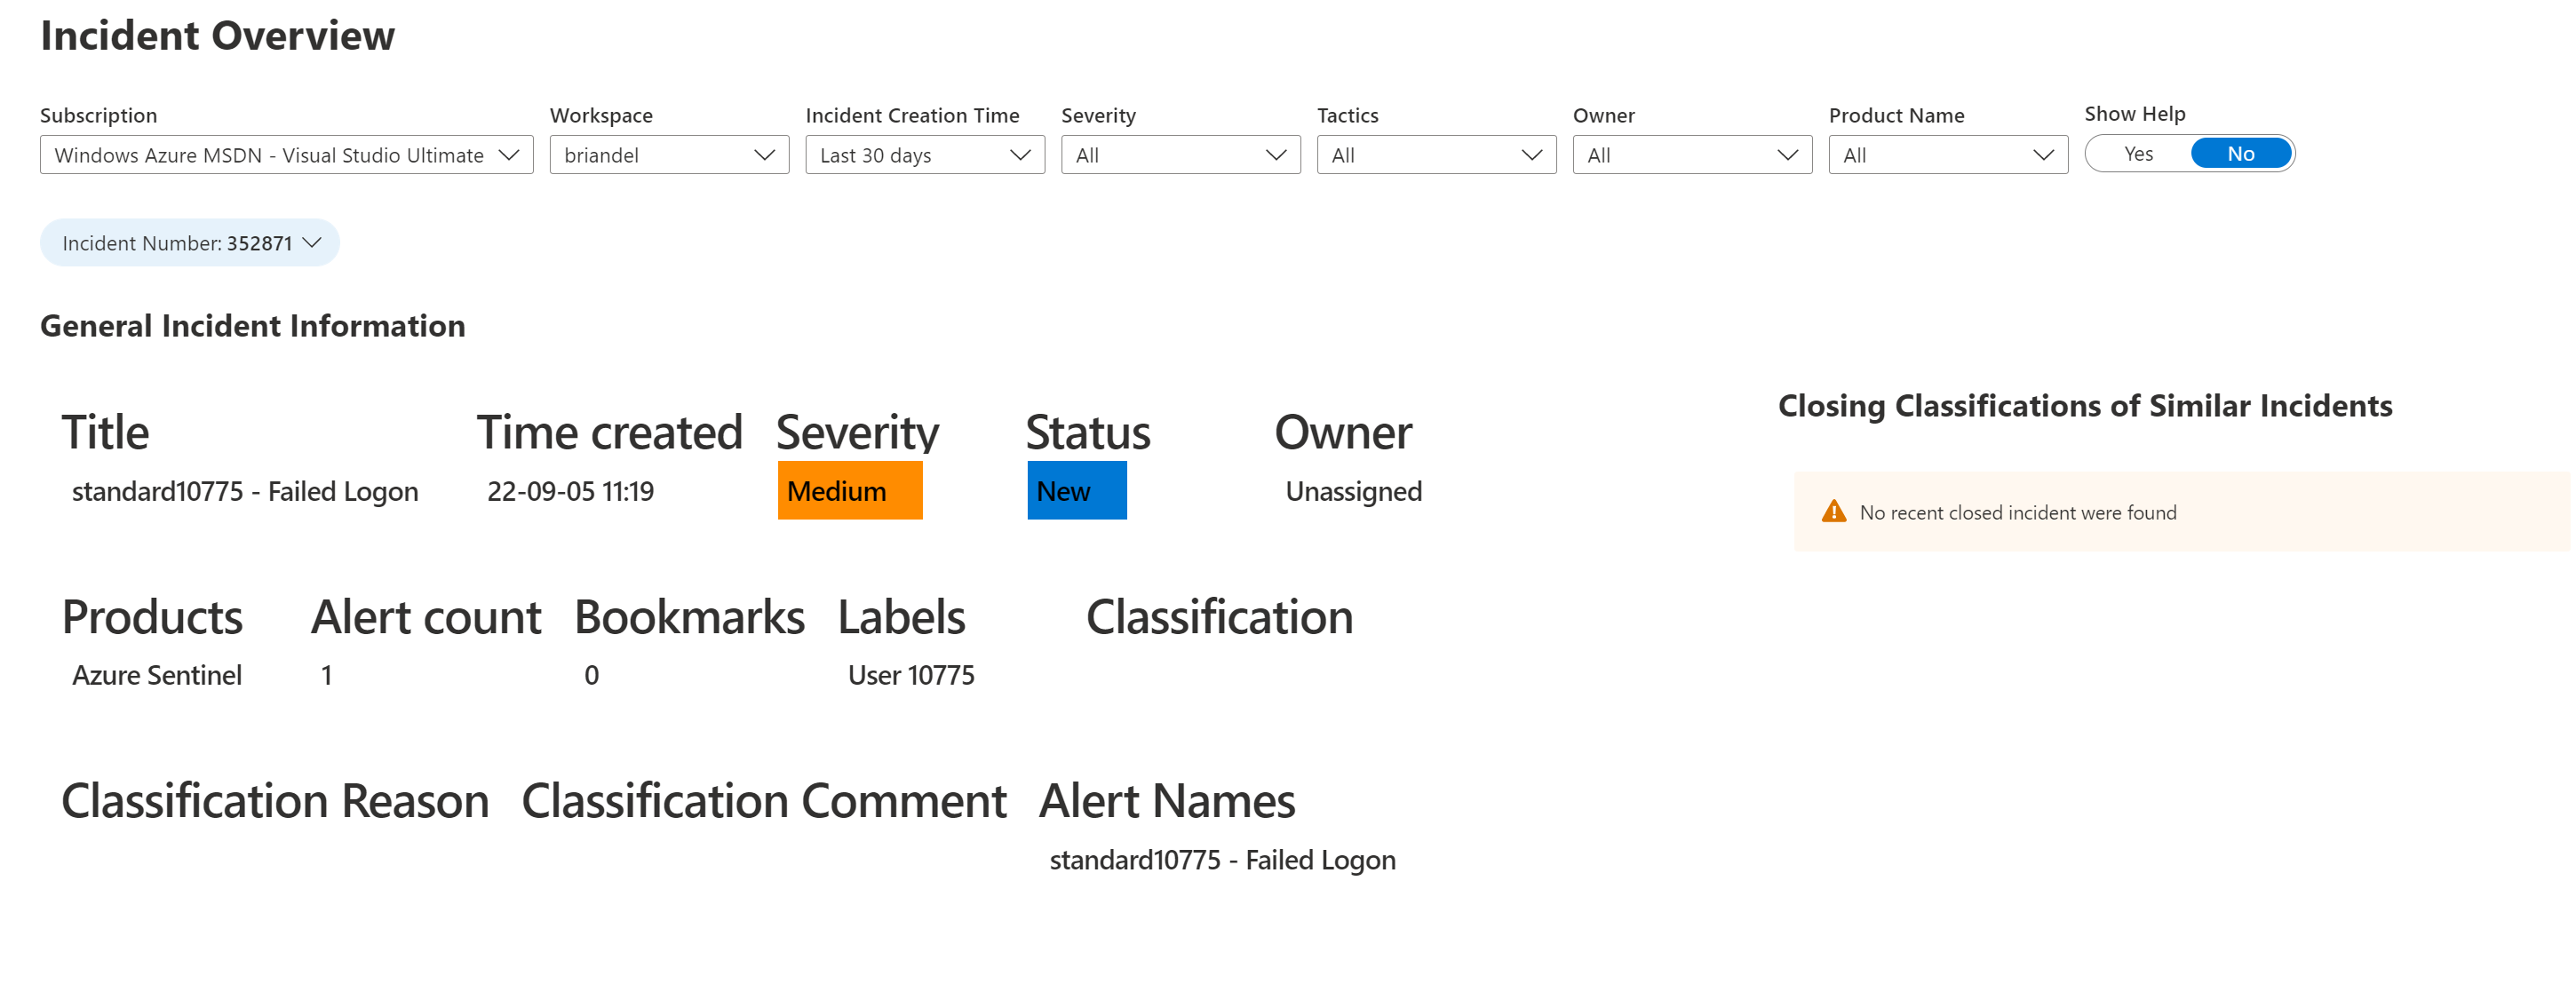 Incident Overview
Subscription Workspace Incident Creation Time Severity Tactics Owner Product Name Show Help
Windows Azure MSDN - Visual Studio Ultimate briandel Last 30 days All All All All Yes No
Incident Number: 352871
General Incident Information
Title Time created Severity Status Owner
standard10775 - Failed Logon 22-09-05 11:19 Medium New Unassigned
Products Alert count Bookmarks Labels Classification
Azure Sentinel 1 0 User 10775
Classification Reason Classification Comment Alert Names
standard10775 - Failed Logon
Closing Classifications of Similar Incidents
No recent closed incident were found